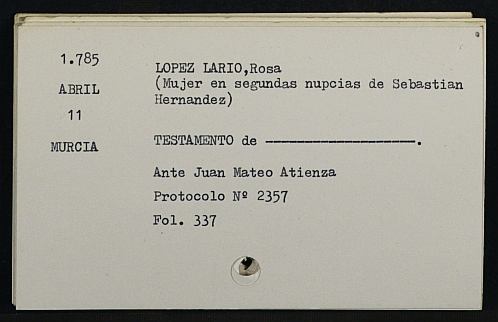 1.785
ABRIL
11
MURCIA
LOPEZ LARIO,Rosa
(Mujer en segundas nupcias de Sebastian
Hernandez)
TESTAMENTO de -------------------.
Ante Juan Mateo Atienza
Protocolo Nº 2357
Fol. 337